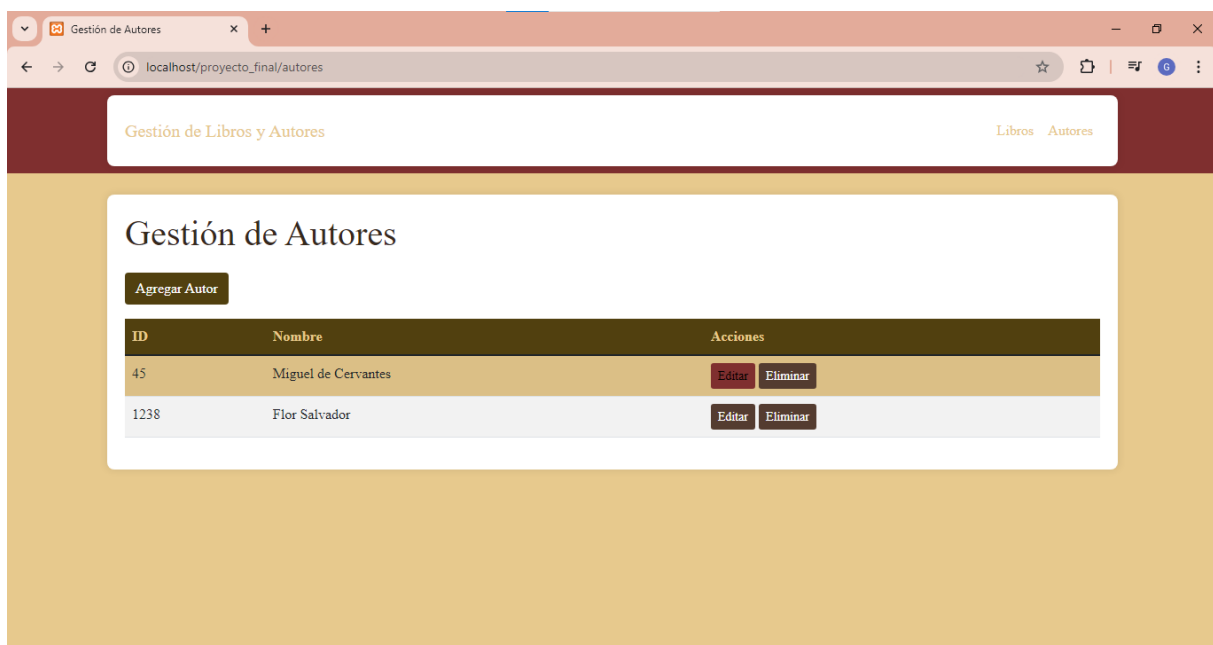 Gestión de Autores
localhost/proyecto_final/autores
G
Gestión de Libros y Autores Libros Autores
Gestión de Autores
Agregar Autor
ID Nombre Acciones
45 Miguel de Cervantes Editar Eliminar
1238 Flor Salvador Editar Eliminar